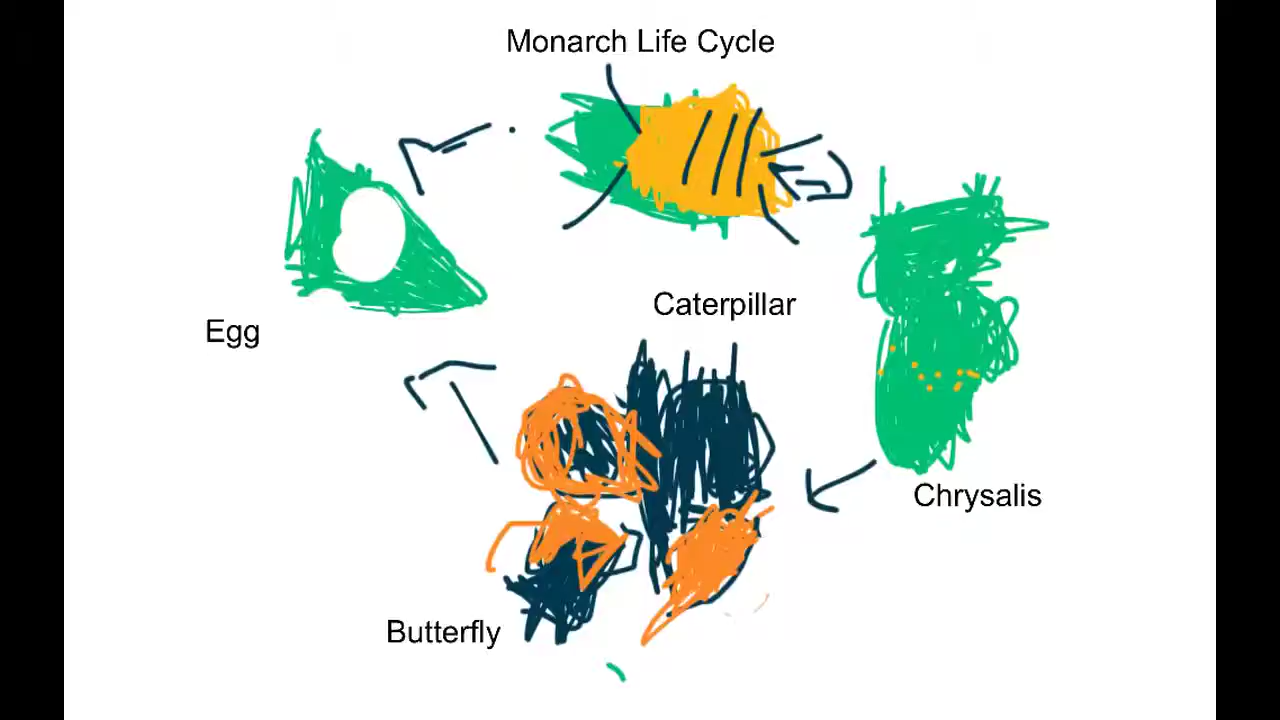 Monarch Life Cycle
Egg
Caterpillar
Chrysalis
Butterfly